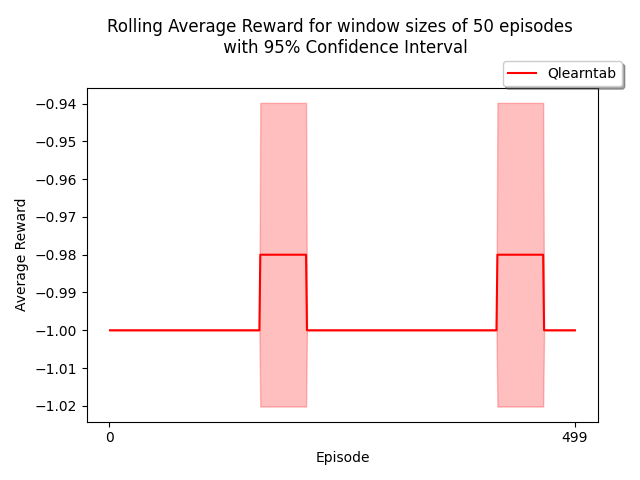 Rolling Average Reward for window sizes of 50 episodes
with 95% Confidence Interval
Qlearntab
−0.94
−0.95
−0.96
−0.97
−0.98
−0.99
−1.00
−1.01
−1.02
Average Reward
0
499
Episode